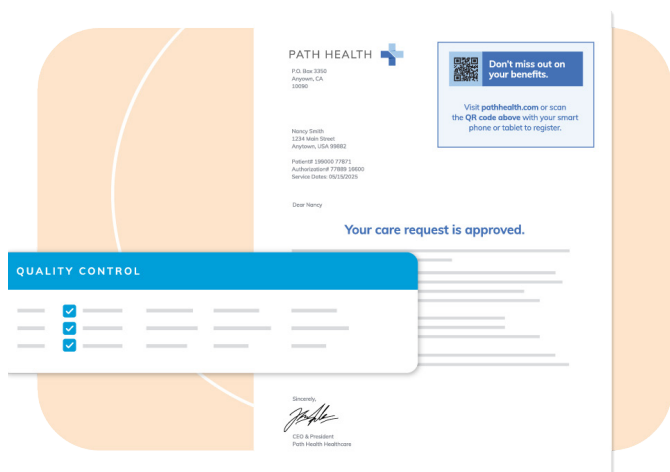 PATH HEALTH
P.O. Box 3350
Anyown, CA
10090
Don't miss out on
your benefits.
Visit pathhealth.com or scan
the QR code above with your smart
phone or tablet to register.
Nancy Smith
1234 Main Street
Anytown, USA 99882
Patient# 199000 77871
Authorization# 77889 16600
Service Dates: 05/15/2025
Dear Nancy
Your care request is approved.
QUALITY CONTROL
Sincerely,
CEO & President
Path Health Healthcare